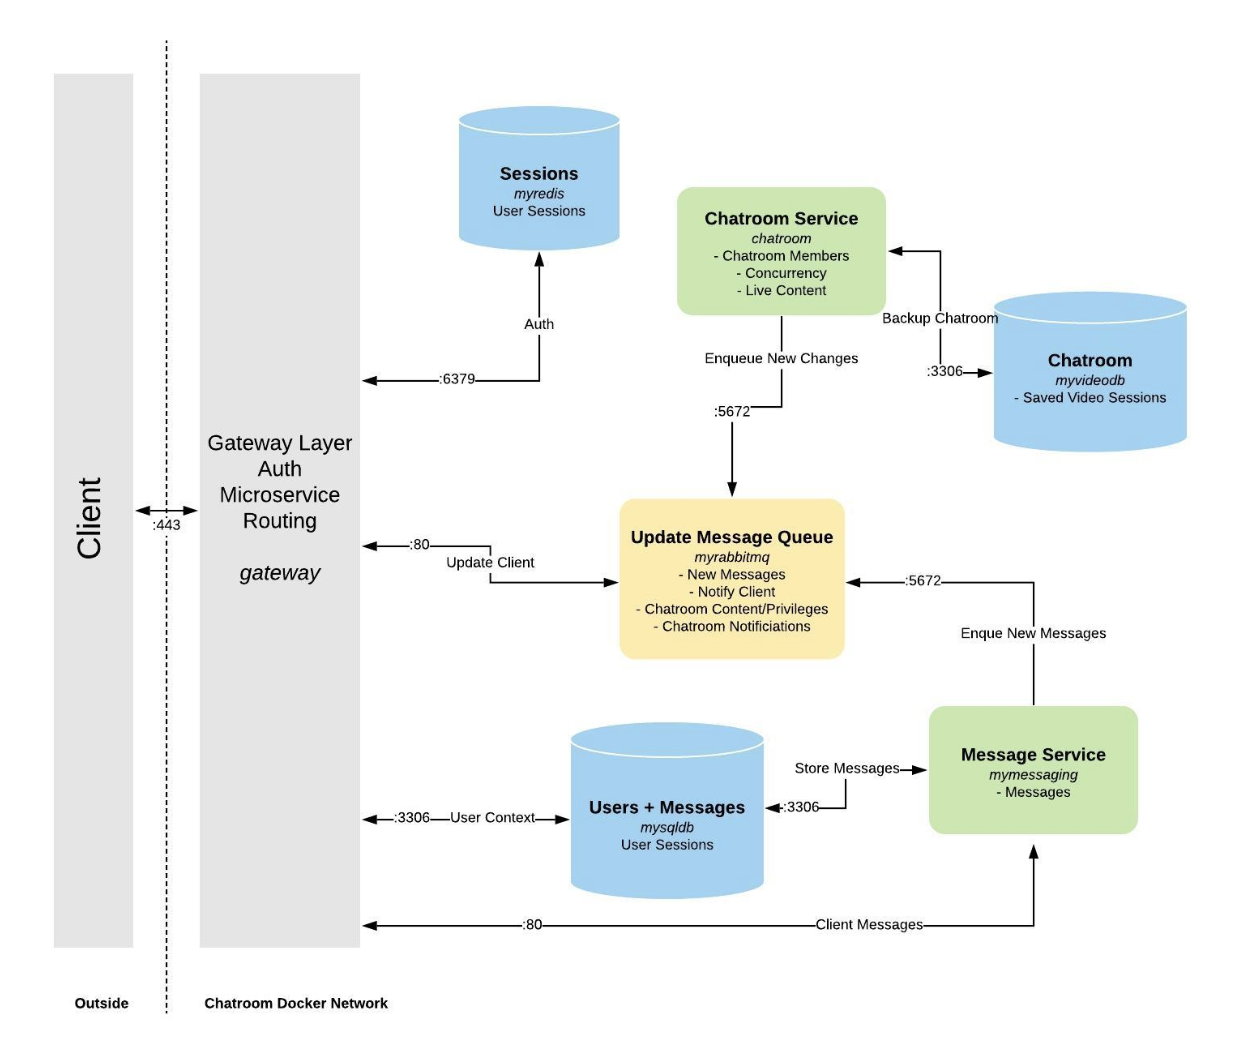 Client
:443
Gateway Layer
Auth
Microservice
Routing
gateway
Sessions
myredis
User Sessions
Auth
:6379
Chatroom Service
chatroom
- Chatroom Members
- Concurrency
- Live Content
Backup Chatroom
:3306
Chatroom
myvideodb
- Saved Video Sessions
Enqueue New Changes
:5672
:80
Update Client
Update Message Queue
myrabbitmq
- New Messages
- Notify Client
- Chatroom Content/Privileges
- Chatroom Notificiations
:5672
Enque New Messages
Message Service
mymessaging
- Messages
Store Messages
:3306
Users + Messages
mysqldb
User Sessions
:3306
User Context
:80
Client Messages
Outside
Chatroom Docker Network